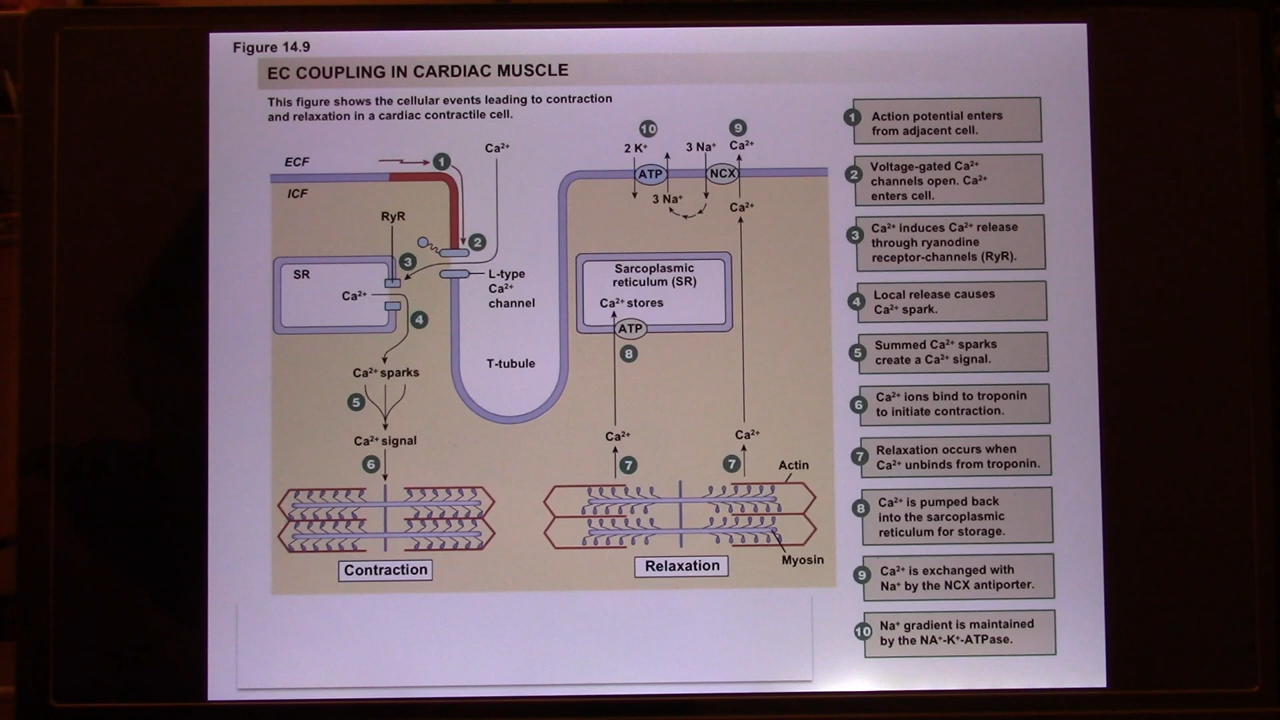 Figure 14.9
EC COUPLING IN CARDIAC MUSCLE
This figure shows the cellular events leading to contraction
and relaxation in a cardiac contractile cell.
ECF
1
Ca²⁺
ICF
RyR
2
3
SR
Ca²⁺
L-type
Ca²⁺
channel
4
Ca²⁺ sparks
T-tubule
5
Ca²⁺ signal
6
Contraction
10
9
2 K⁺
3 Na⁺
Ca²⁺
ATP
NCX
3 Na⁺
Ca²⁺
Sarcoplasmic
reticulum (SR)
Ca²⁺ stores
ATP
8
Ca²⁺
Ca²⁺
7
7
Actin
Myosin
Relaxation
1 Action potential enters
from adjacent cell.
2 Voltage-gated Ca²⁺
channels open. Ca²⁺
enters cell.
3 Ca²⁺ induces Ca²⁺ release
through ryanodine
receptor-channels (RyR).
4 Local release causes
Ca²⁺ spark.
5 Summed Ca²⁺ sparks
create a Ca²⁺ signal.
6 Ca²⁺ ions bind to troponin
to initiate contraction.
7 Relaxation occurs when
Ca²⁺ unbinds from troponin.
8 Ca²⁺ is pumped back
into the sarcoplasmic
reticulum for storage.
9 Ca²⁺ is exchanged with
Na⁺ by the NCX antiporter.
10 Na⁺ gradient is maintained
by the NA⁺-K⁺-ATPase.